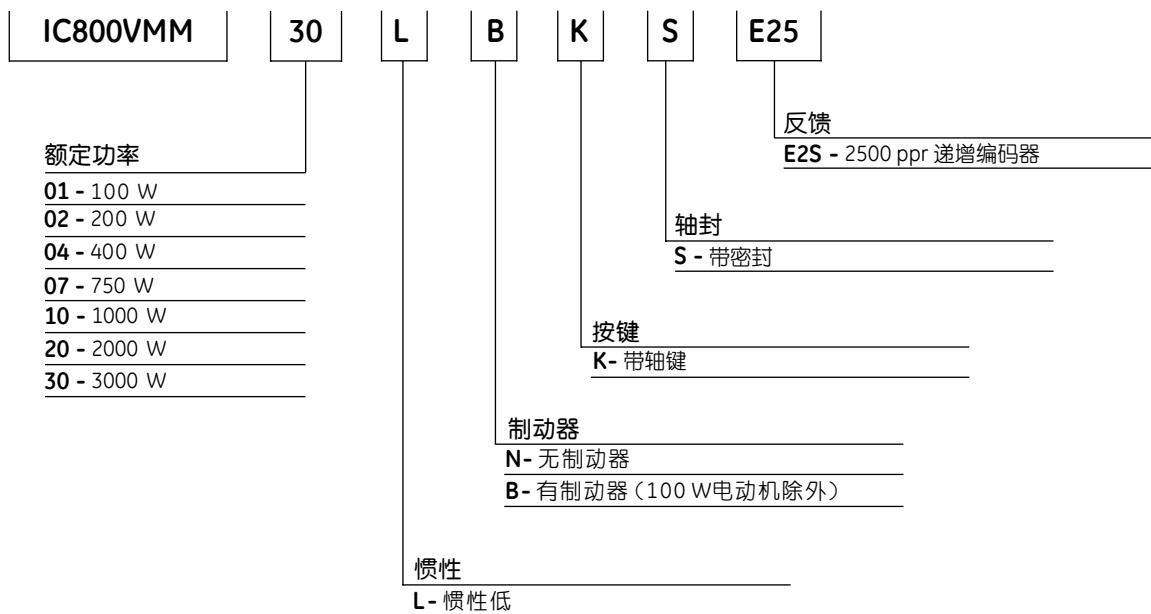 IC800VMM 30 L B K S E25
反馈
E2S - 2500 ppr 递增编码器
额定功率
01 - 100 W
02 - 200 W
04 - 400 W
07 - 750 W
10 - 1000 W
20 - 2000 W
30 - 3000 W
轴封
S - 带密封
按键
K- 带轴键
制动器
N- 无制动器
B- 有制动器（100 W电动机除外）
惯性
L- 惯性低